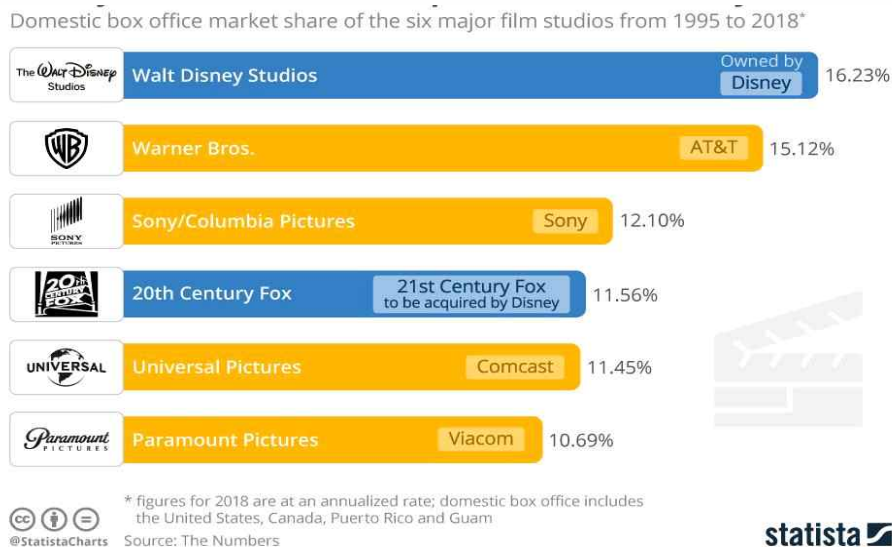 Domestic box office market share of the six major film studios from 1995 to 2018*
The Walt Disney Studios
Walt Disney Studios
Owned by
Disney
16.23%
WB
Warner Bros.
AT&T
15.12%
SONY
PICTURES
Sony/Columbia Pictures
Sony
12.10%
20th
CENTURY
FOX
20th Century Fox
21st Century Fox
to be acquired by Disney
11.56%
UNIVERSAL
Universal Pictures
Comcast
11.45%
Paramount
PICTURES
Paramount Pictures
Viacom
10.69%
* figures for 2018 are at an annualized rate; domestic box office includes
the United States, Canada, Puerto Rico and Guam
cc
@StatistaCharts Source: The Numbers
statista